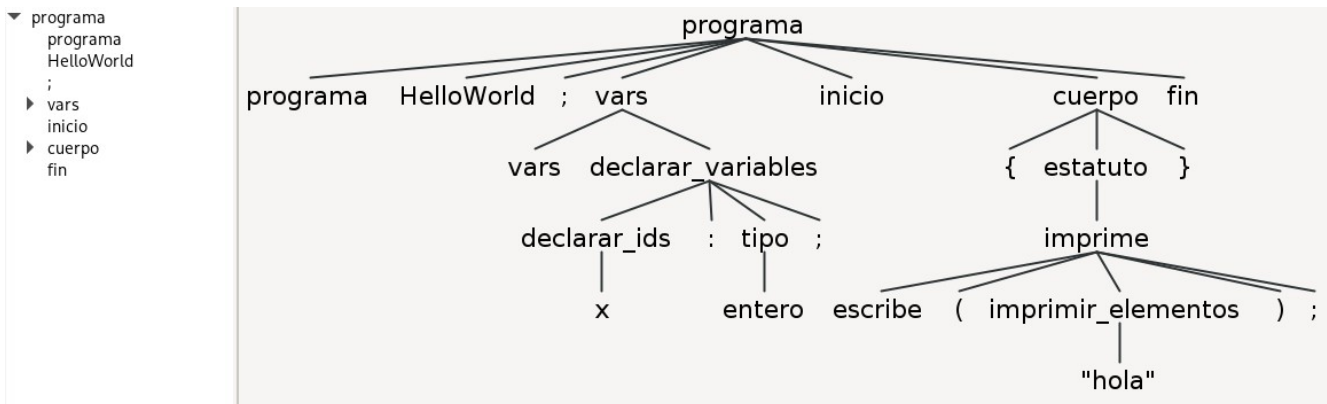 programa
programa
HelloWorld
;
vars
inicio
cuerpo
fin
programa
programa HelloWorld ; vars inicio cuerpo fin
vars declarar_variables { estatuto }
declarar_ids : tipo ; imprime
x entero escribe ( imprimir_elementos ) ;
"hola"